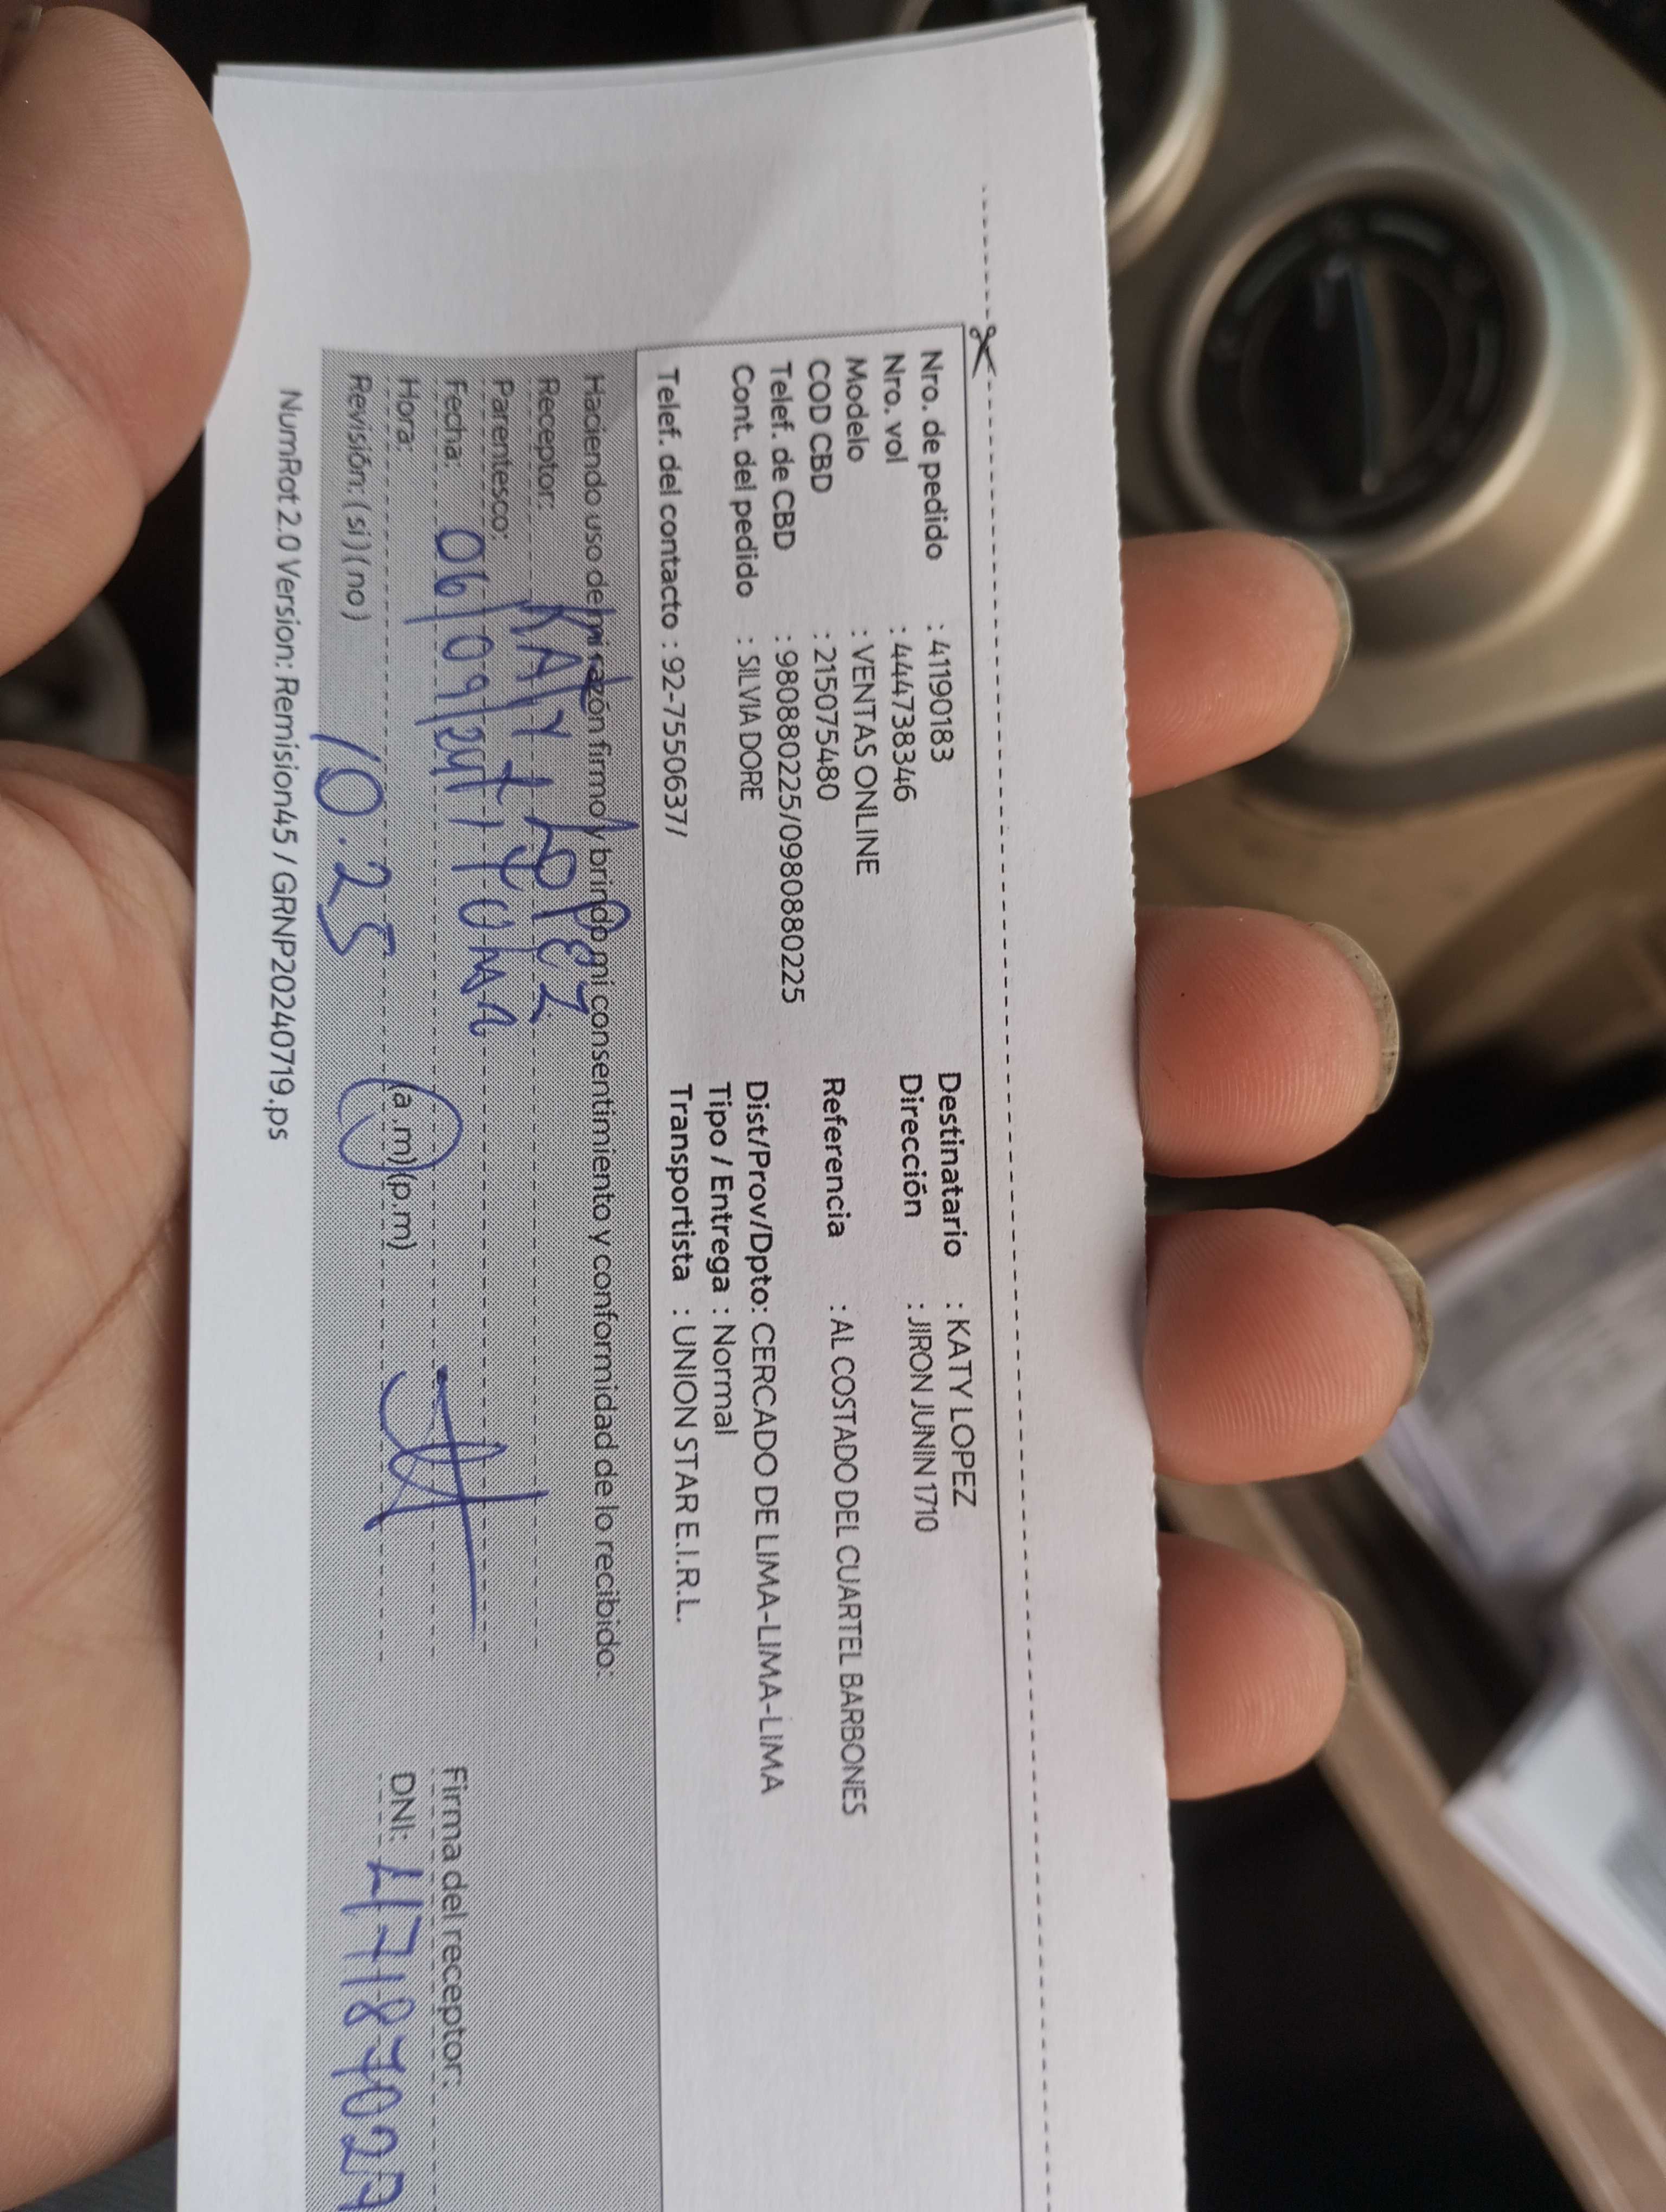 Nro. de pedido : 41190183
Nro. vol : 444738346
Modelo : VENTAS ONLINE
COD CBD : 215075480
Telef. de CBD : 980880225/0980880225
Cont. del pedido : SILVIA DORE
Telef. del contacto : 92-7550637/
Destinatario : KATY LOPEZ
Dirección : JIRON JUNIN 1710
Referencia : AL COSTADO DEL CUARTEL BARBONES
Dist/Prov/Dpto: CERCADO DE LIMA-LIMA-LIMA
Tipo / Entrega : Normal
Transportista : UNION STAR E.I.R.L.
Haciendo uso de mi razón firmo y brindo mi consentimiento y conformidad de lo recibido:
Receptor: KATY LOPEZ
Parentesco:
Fecha: 06/09/24
Hora: 10.25 (a.m)(p.m)
Revisión: (si) (no)
Firma del receptor:
DNI:
NumRot 2.0 Version: Remision45 / GRNP20240719.ps